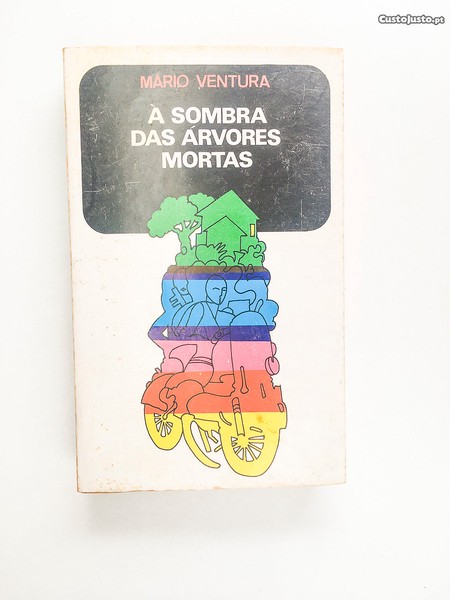 CustoJusto.pt
MÁRIO VENTURA
À SOMBRA
DAS ÁRVORES
MORTAS